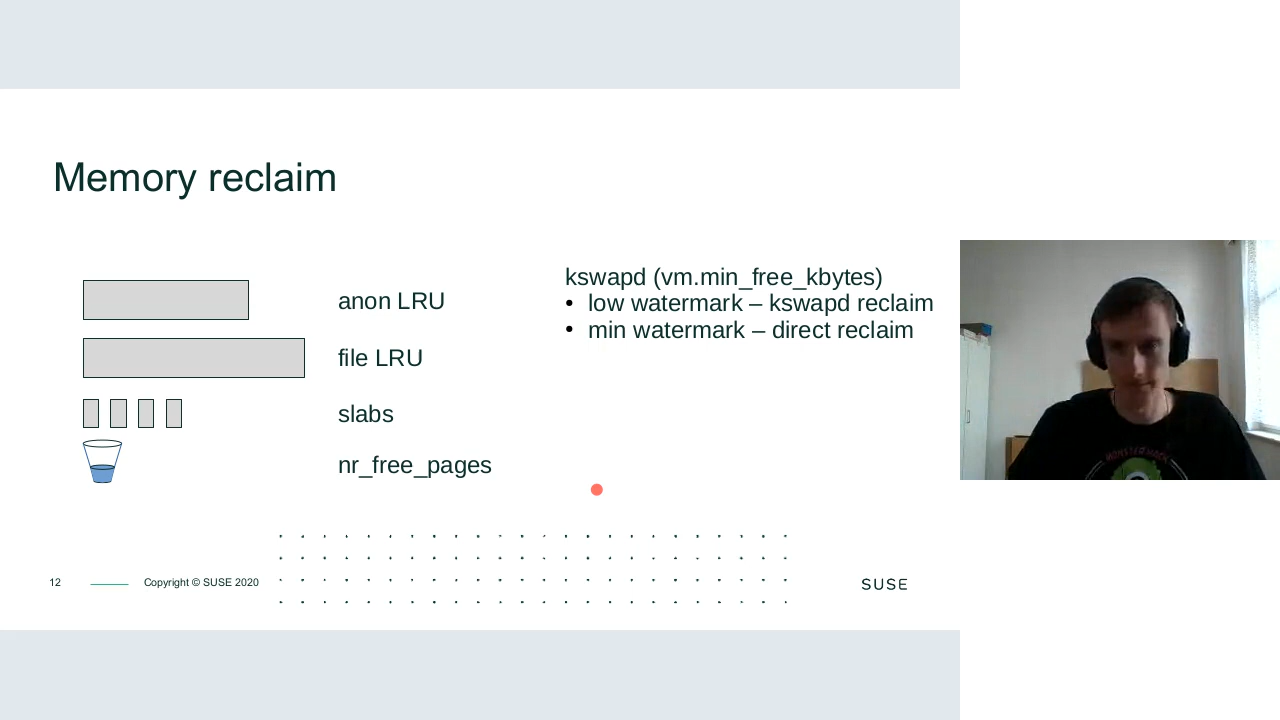 Memory reclaim
anon LRU
file LRU
slabs
nr_free_pages
kswapd (vm.min_free_kbytes)
• low watermark – kswapd reclaim
• min watermark – direct reclaim
12
Copyright © SUSE 2020
SUSE